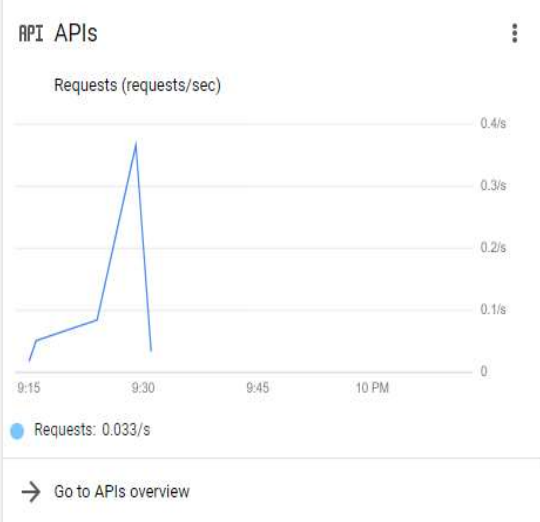 API APIs
Requests (requests/sec)
0.4/s
0.3/s
0.2/s
0.1/s
0
9:15 9:30 9:45 10 PM
Requests: 0.033/s
Go to APIs overview